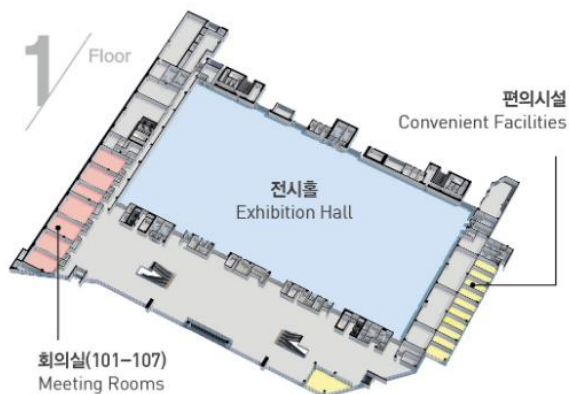 1
Floor
편의시설
Convenient Facilities
전시홀
Exhibition Hall
회의실(101-107)
Meeting Rooms